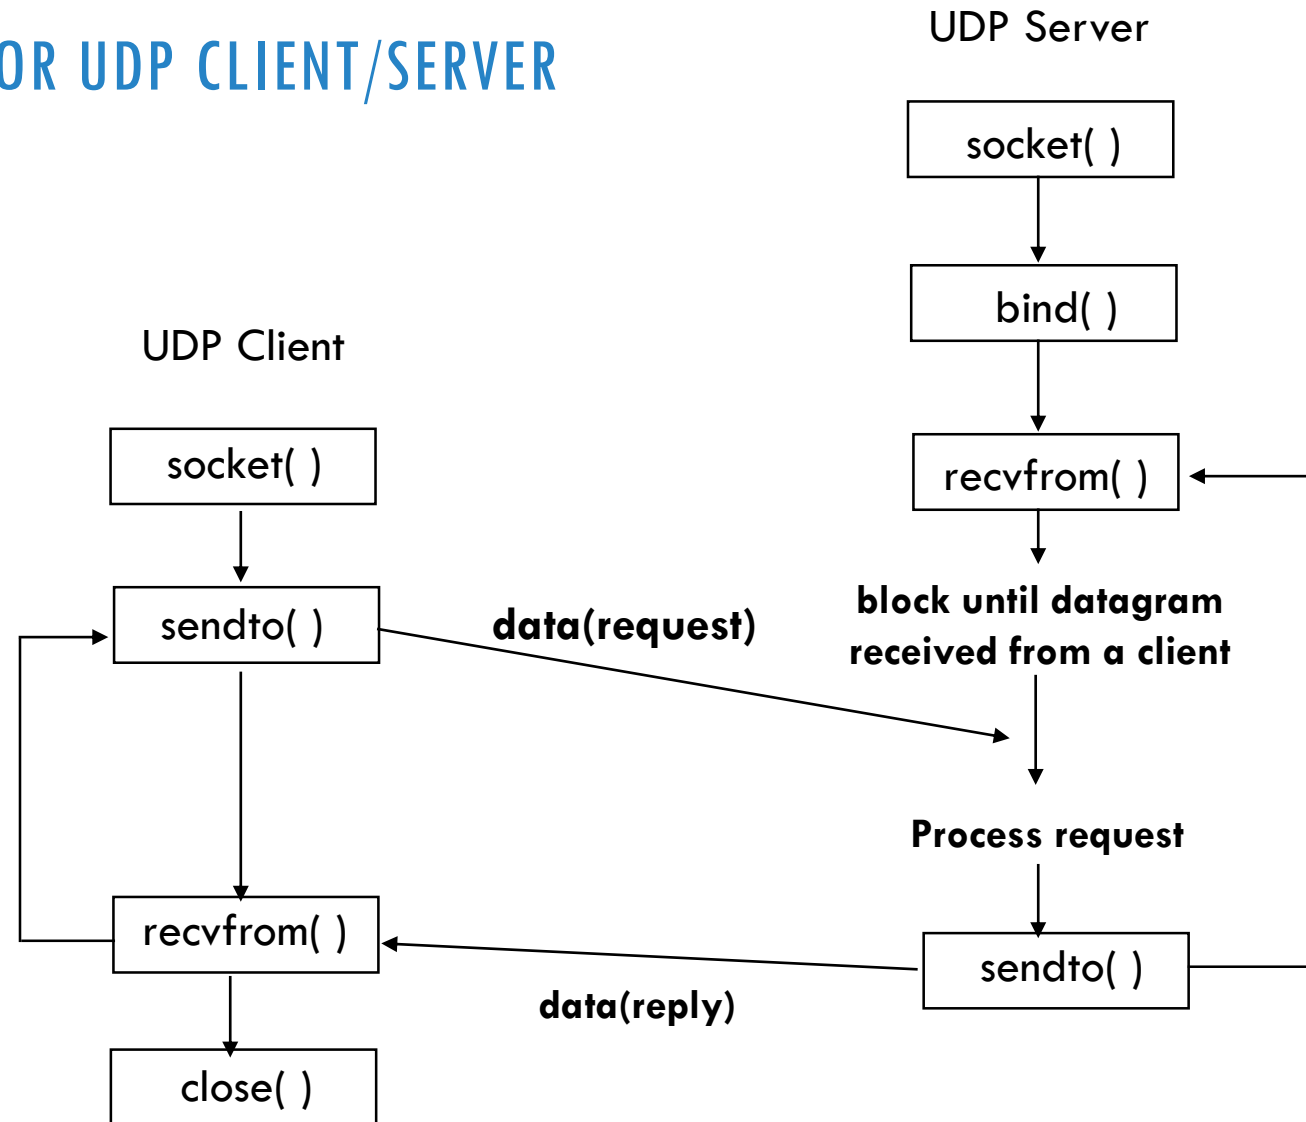 OR UDP CLIENT/SERVER
UDP Server
socket( )
bind( )
UDP Client
recvfrom( )
socket( )
block until datagram
received from a client
sendto( )
data(request)
Process request
recvfrom( )
sendto( )
data(reply)
close( )